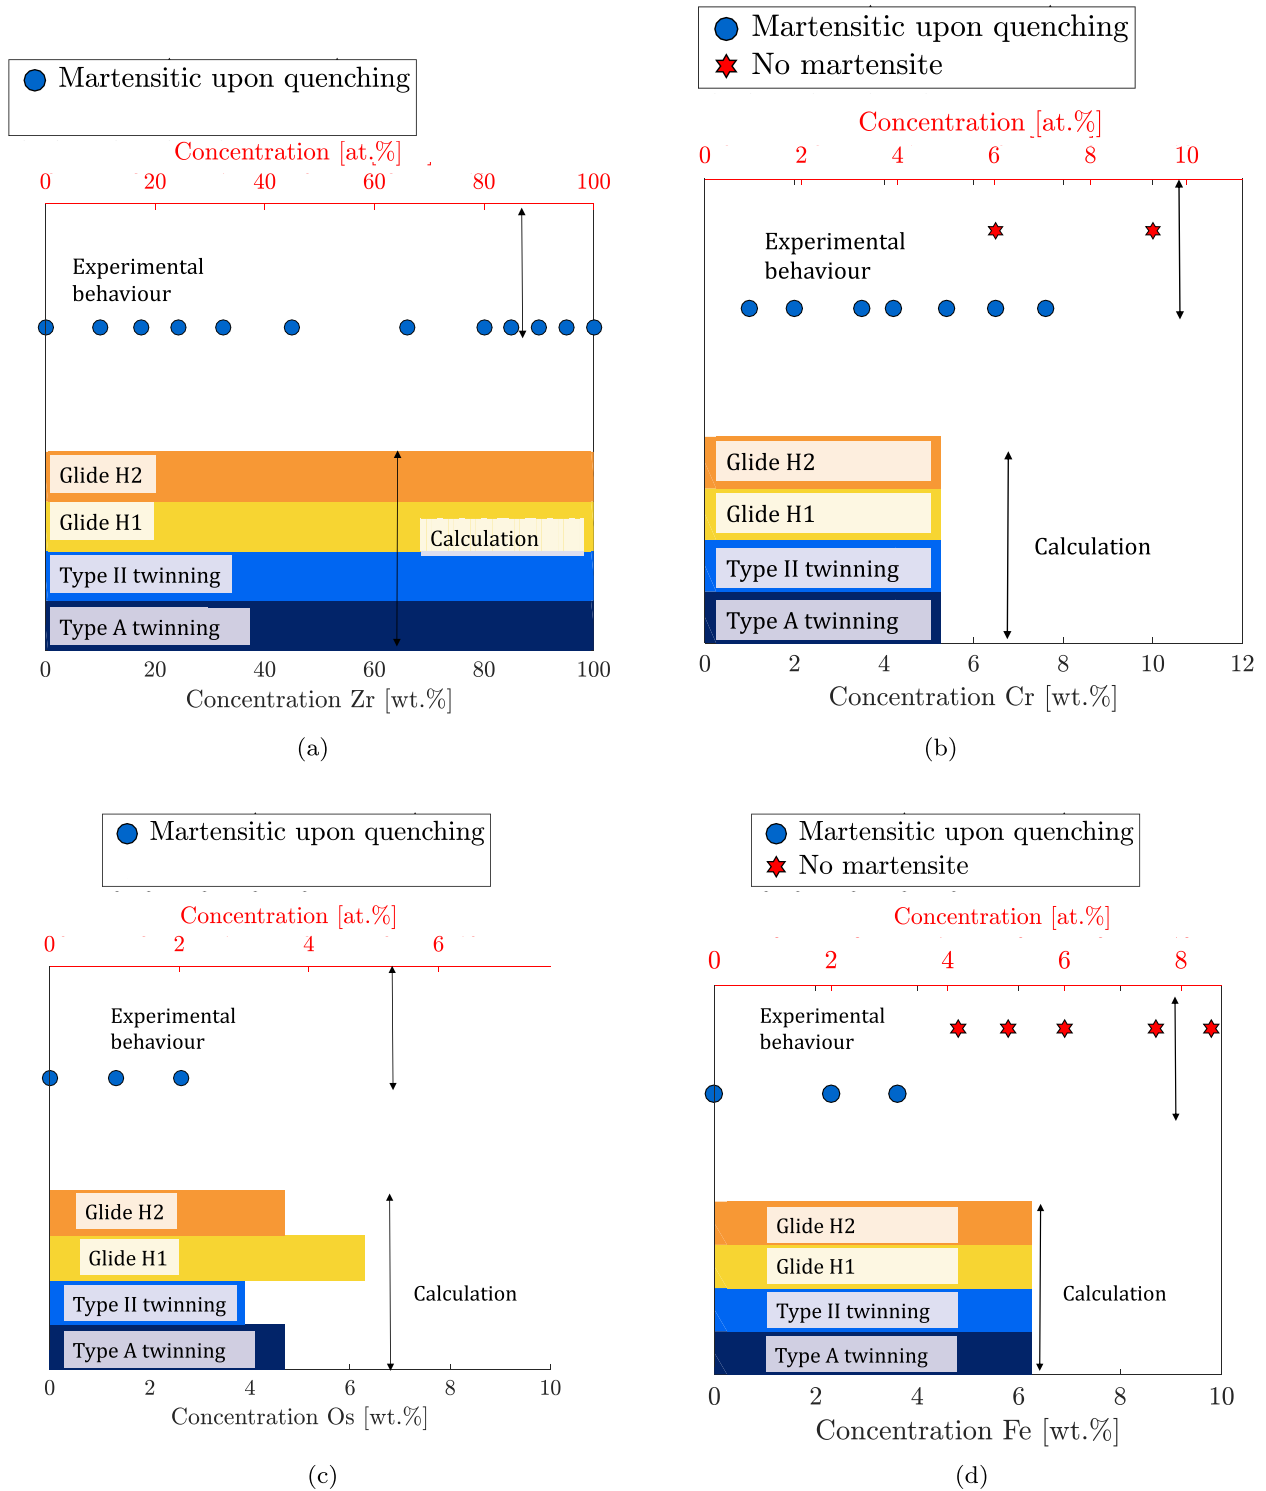 Martensitic upon quenching
Concentration [at.%]
0 20 40 60 80 100
Experimental
behaviour
Glide H2
Glide H1
Calculation
Type II twinning
Type A twinning
0 20 40 60 80 100
Concentration Zr [wt.%]
(a)
Martensitic upon quenching
No martensite
Concentration [at.%]
0 2 4 6 8 10
Experimental
behaviour
Glide H2
Glide H1
Calculation
Type II twinning
Type A twinning
0 2 4 6 8 10 12
Concentration Cr [wt.%]
(b)
Martensitic upon quenching
Concentration [at.%]
0 2 4 6
Experimental
behaviour
Glide H2
Glide H1
Calculation
Type II twinning
Type A twinning
0 2 4 6 8 10
Concentration Os [wt.%]
(c)
Martensitic upon quenching
No martensite
Concentration [at.%]
0 2 4 6 8
Experimental
behaviour
Glide H2
Glide H1
Calculation
Type II twinning
Type A twinning
0 2 4 6 8 10
Concentration Fe [wt.%]
(d)